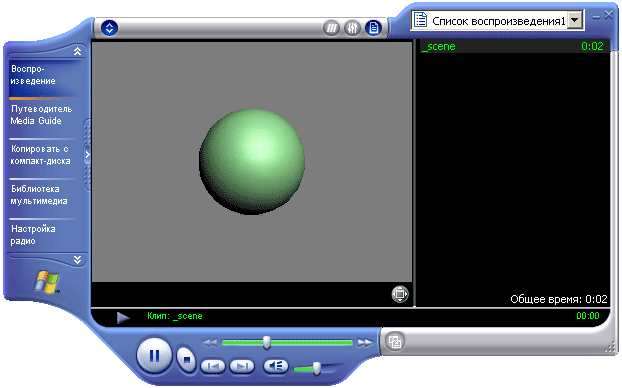 Список воспроизведения1
Воспро-
изведение
Путеводитель
Media Guide
Копировать с
компакт-диска
Библиотека
мультимедиа
Настройка
радио
_scene 0:02
Общее время: 0:02
Клип: _scene 00:00